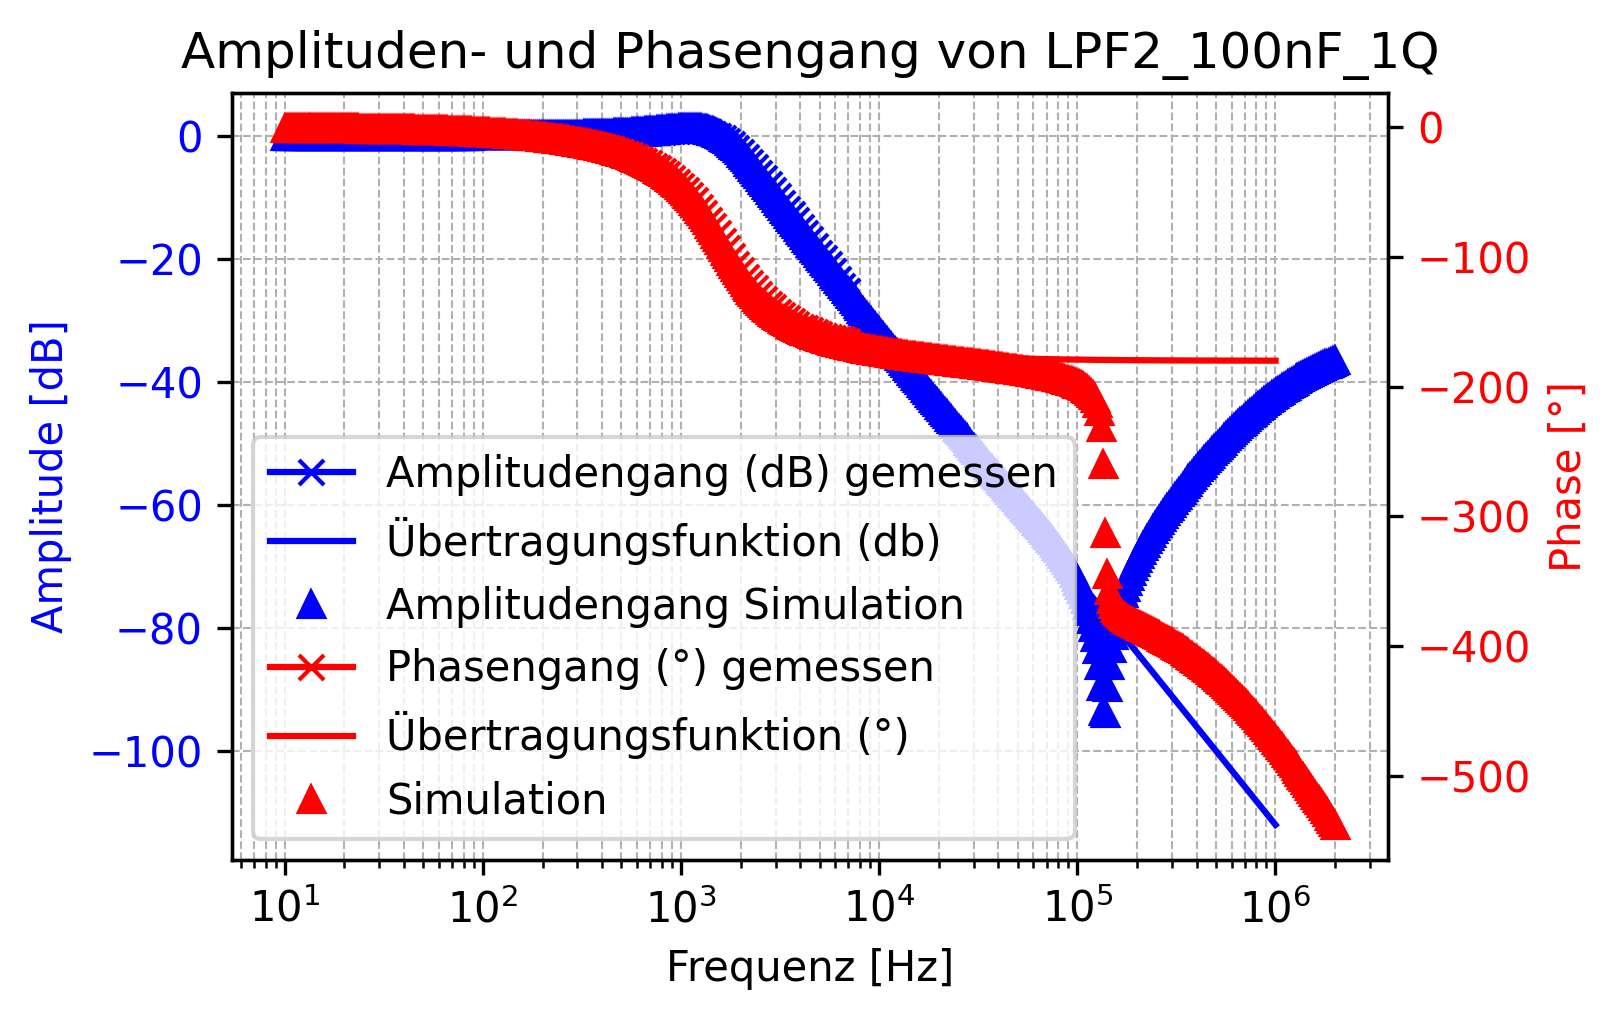 Amplituden- und Phasengang von LPF2_100nF_1Q
Amplitude [dB]
0
−20
−40
−60
−80
−100
0
−100
−200
−300
−400
−500
Phase [°]
Amplitudengang (dB) gemessen
Übertragungsfunktion (db)
Amplitudengang Simulation
Phasengang (°) gemessen
Übertragungsfunktion (°)
Simulation
10¹ 10² 10³ 10⁴ 10⁵ 10⁶
Frequenz [Hz]